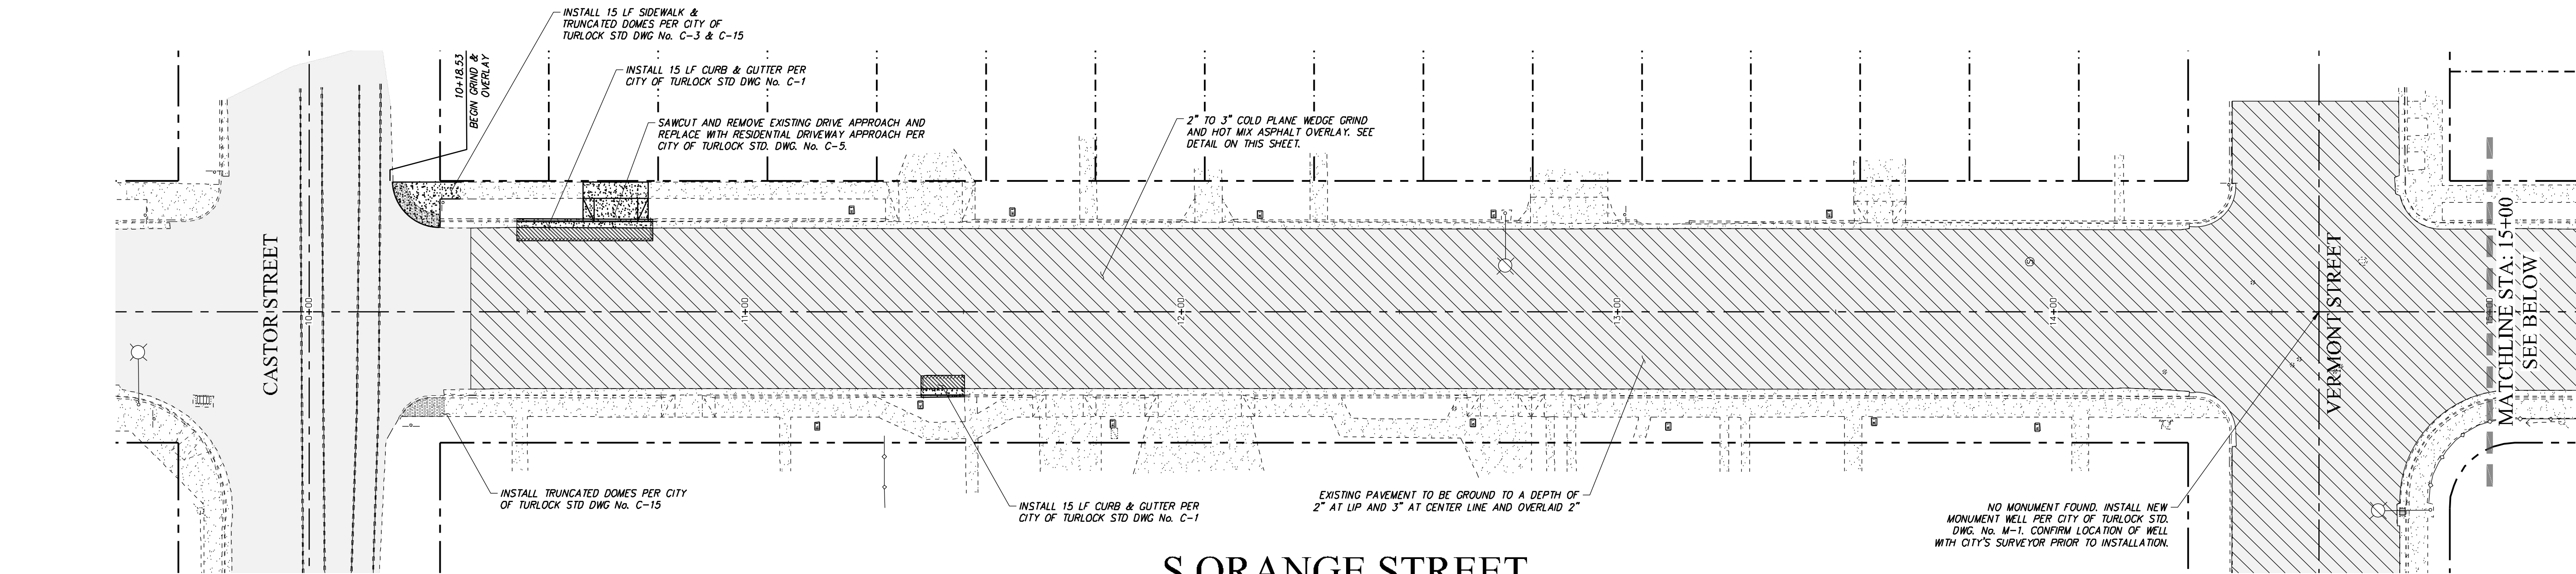 INSTALL 15 LF SIDEWALK &
TRUNCATED DOMES PER CITY OF
TURLOCK STD DWG No. C-3 & C-15
10+18.53
BEGIN GRIND &
OVERLAY
INSTALL 15 LF CURB & GUTTER PER
CITY OF TURLOCK STD DWG No. C-1
SAWCUT AND REMOVE EXISTING DRIVE APPROACH AND
REPLACE WITH RESIDENTIAL DRIVEWAY APPROACH PER
CITY OF TURLOCK STD. DWG. No. C-5.
2" TO 3" COLD PLANE WEDGE GRIND
AND HOT MIX ASPHALT OVERLAY. SEE
DETAIL ON THIS SHEET.
CASTOR STREET
10+00
11+00
12+00
13+00
14+00
S
VERMONT STREET
15+00
MATCHLINE STA: 15+00
SEE BELOW
INSTALL TRUNCATED DOMES PER CITY
OF TURLOCK STD DWG No. C-15
INSTALL 15 LF CURB & GUTTER PER
CITY OF TURLOCK STD DWG No. C-1
EXISTING PAVEMENT TO BE GROUND TO A DEPTH OF
2" AT LIP AND 3" AT CENTER LINE AND OVERLAID 2"
NO MONUMENT FOUND. INSTALL NEW
MONUMENT WELL PER CITY OF TURLOCK STD.
DWG. No. M-1. CONFIRM LOCATION OF WELL
WITH CITY'S SURVEYOR PRIOR TO INSTALLATION.
S ORANGE STREET